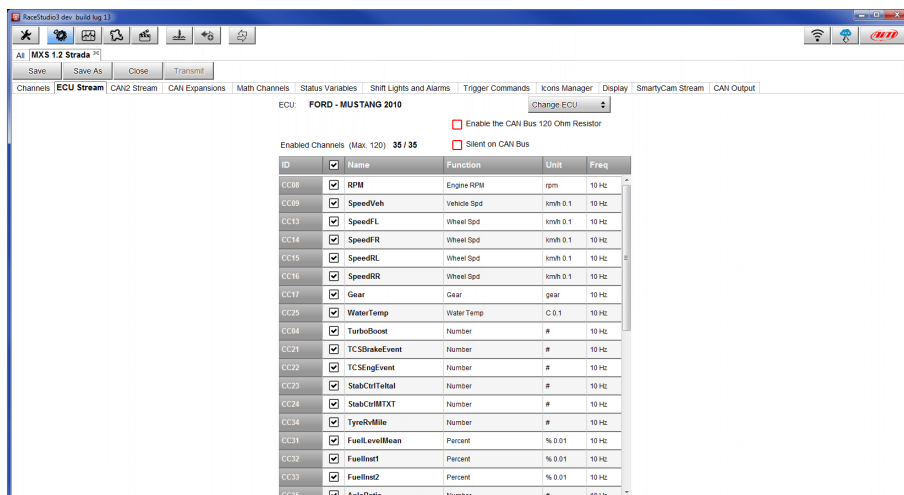 RaceStudio3 dev build lug 13
All MXS 1.2 Strada
Save Save As Close Transmit
Channels ECU Stream CAN2 Stream CAN Expansions Math Channels Status Variables Shift Lights and Alarms Trigger Commands Icons Manager Display SmartyCam Stream CAN Output
ECU: FORD - MUSTANG 2010 Change ECU
Enable the CAN Bus 120 Ohm Resistor
Enabled Channels (Max. 120) 35 / 35 Silent on CAN Bus
ID Name Function Unit Freq
CC08 RPM Engine RPM rpm 10 Hz
CC09 SpeedVeh Vehicle Spd km/h 0.1 10 Hz
CC13 SpeedFL Wheel Spd km/h 0.1 10 Hz
CC14 SpeedFR Wheel Spd km/h 0.1 10 Hz
CC15 SpeedRL Wheel Spd km/h 0.1 10 Hz
CC16 SpeedRR Wheel Spd km/h 0.1 10 Hz
CC17 Gear Gear gear 10 Hz
CC25 WaterTemp Water Temp C 0.1 10 Hz
CC04 TurboBoost Number # 10 Hz
CC21 TCSBrakeEvent Number # 10 Hz
CC22 TCSEngEvent Number # 10 Hz
CC23 StabCtrlTeltal Number # 10 Hz
CC24 StabCtrlMTXT Number # 10 Hz
CC34 TyreRvMile Number # 10 Hz
CC31 FuelLevelMean Percent % 0.01 10 Hz
CC32 FuelInst1 Percent % 0.01 10 Hz
CC33 FuelInst2 Percent % 0.01 10 Hz